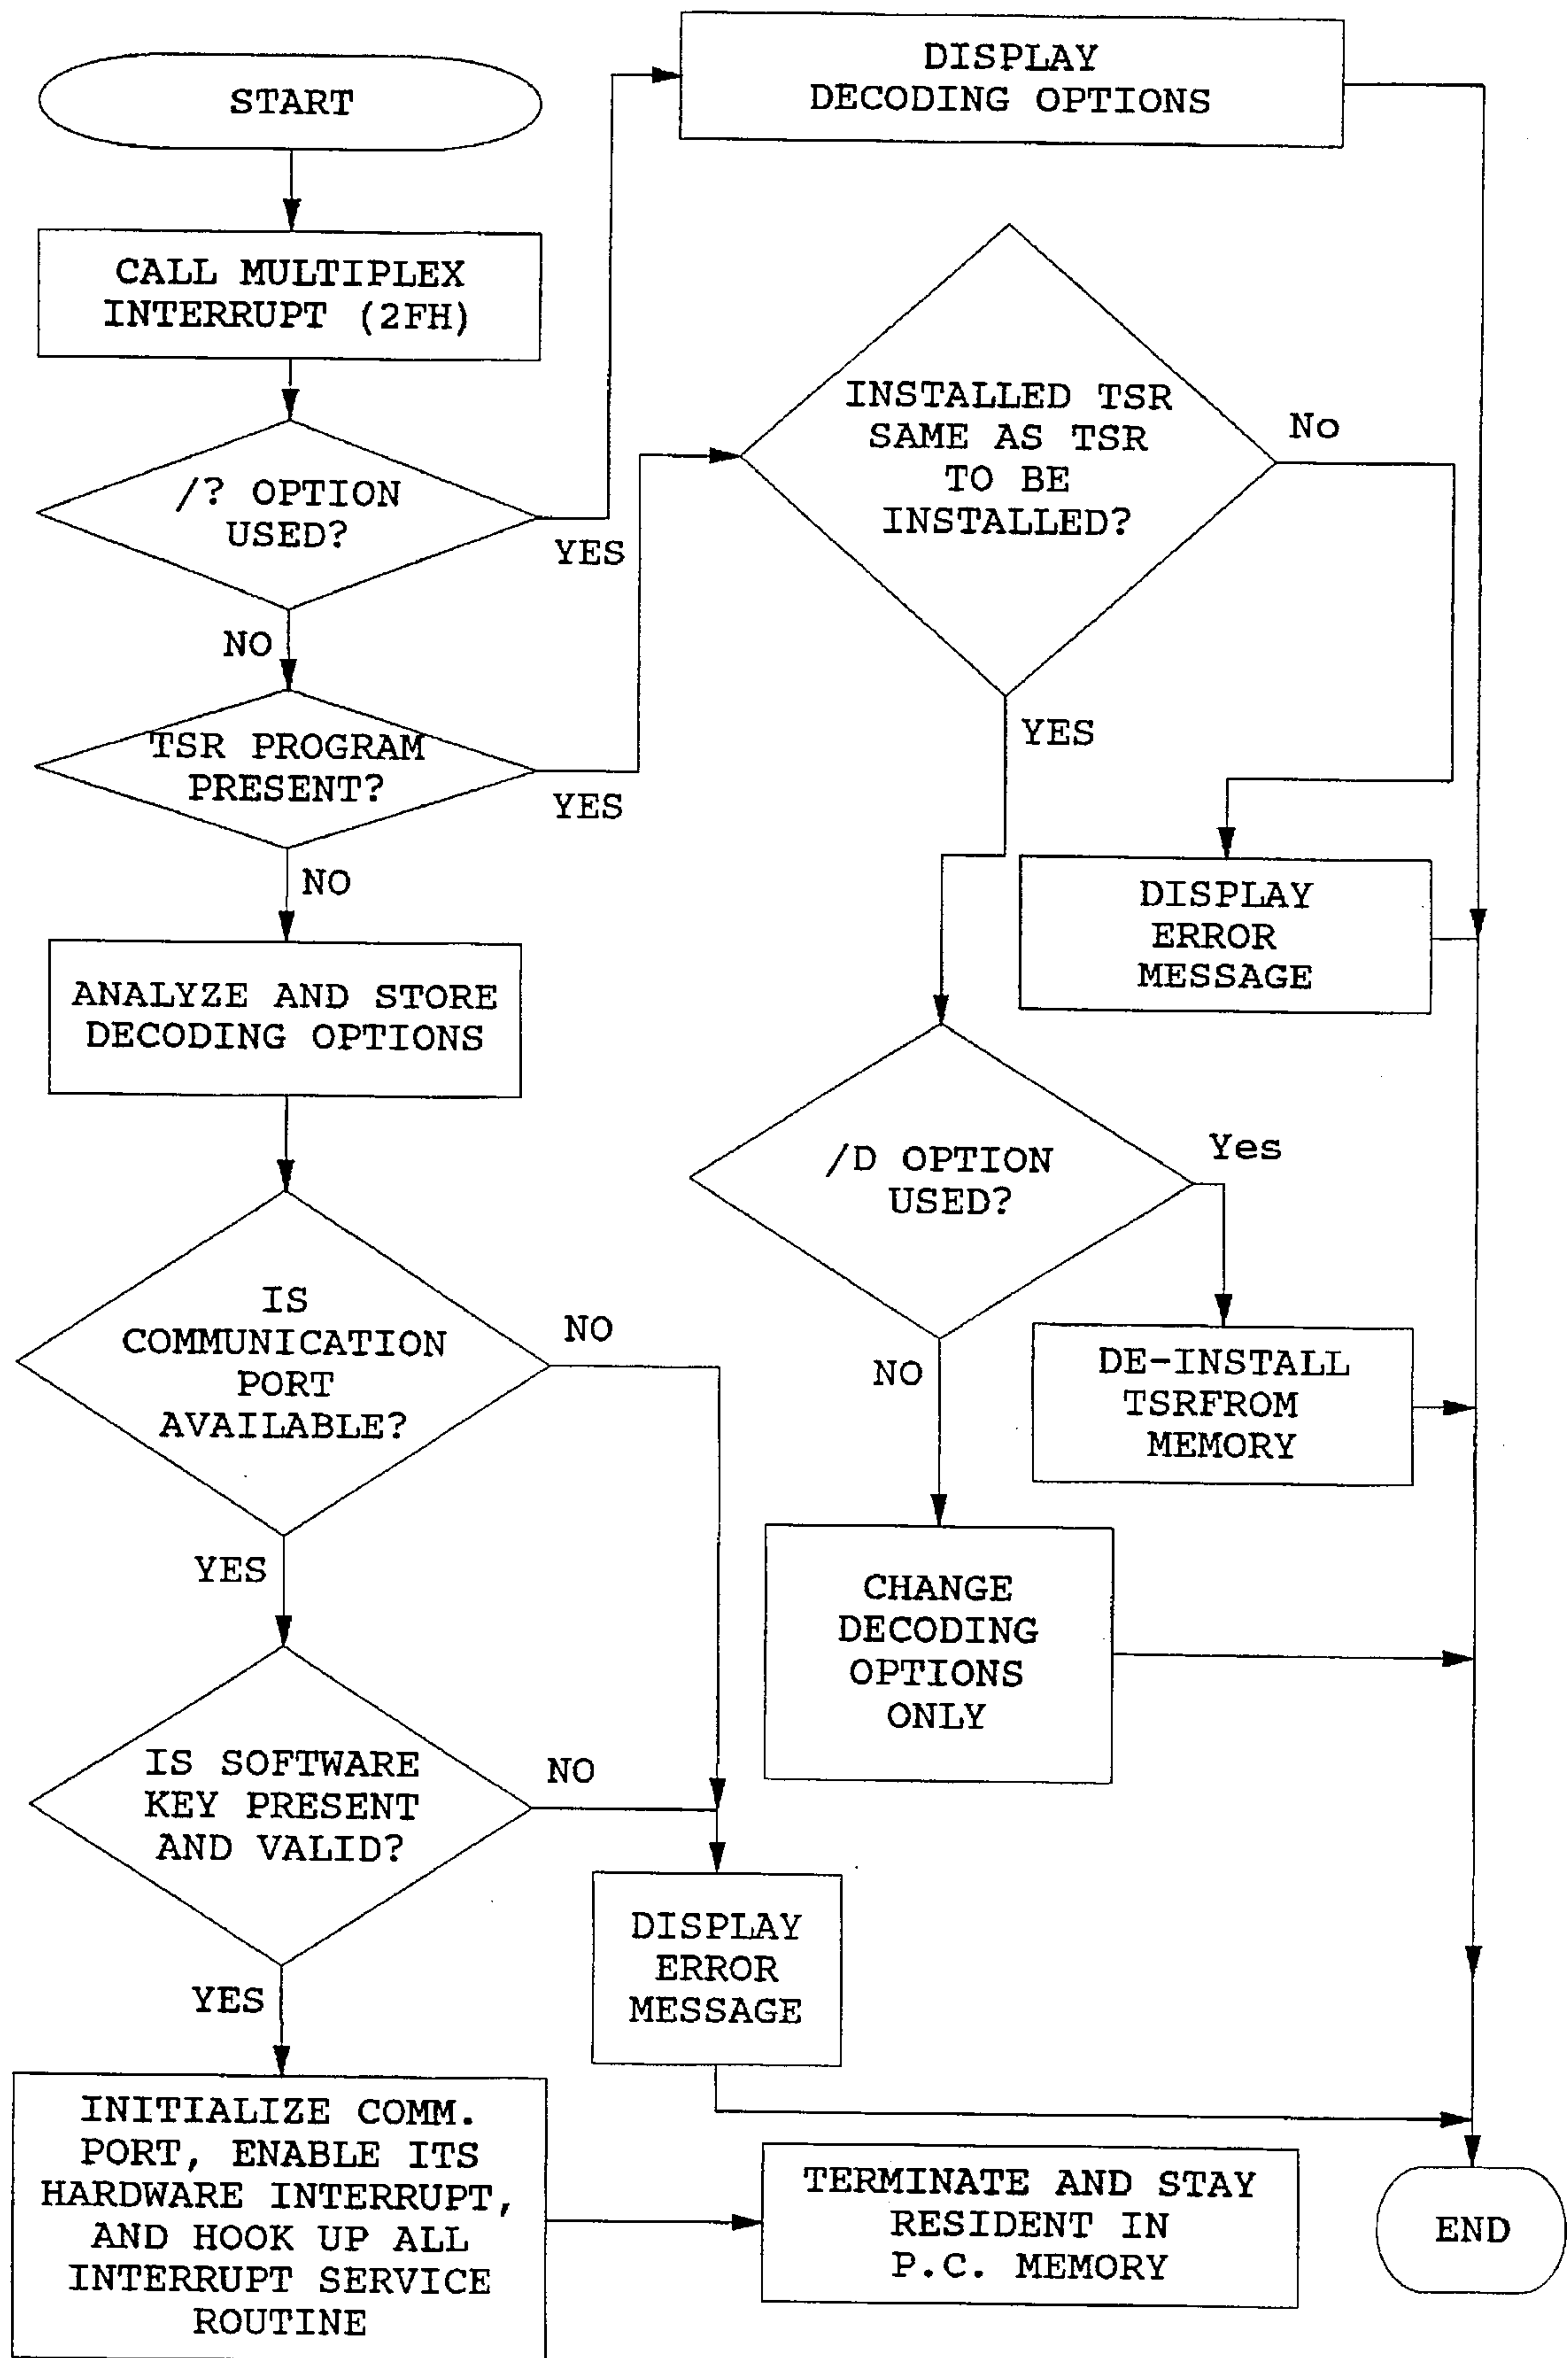 START
DISPLAY
DECODING OPTIONS
CALL MULTIPLEX
INTERRUPT (2FH)
/? OPTION
USED?
YES
NO
INSTALLED TSR
SAME AS TSR
TO BE
INSTALLED?
No
YES
TSR PROGRAM
PRESENT?
YES
NO
DISPLAY
ERROR
MESSAGE
ANALYZE AND STORE
DECODING OPTIONS
/D OPTION
USED?
Yes
NO
IS
COMMUNICATION
PORT
AVAILABLE?
NO
YES
DE-INSTALL
TSRFROM
MEMORY
CHANGE
DECODING
OPTIONS
ONLY
IS SOFTWARE
KEY PRESENT
AND VALID?
NO
YES
DISPLAY
ERROR
MESSAGE
INITIALIZE COMM.
PORT, ENABLE ITS
HARDWARE INTERRUPT,
AND HOOK UP ALL
INTERRUPT SERVICE
ROUTINE
TERMINATE AND STAY
RESIDENT IN
P.C. MEMORY
END